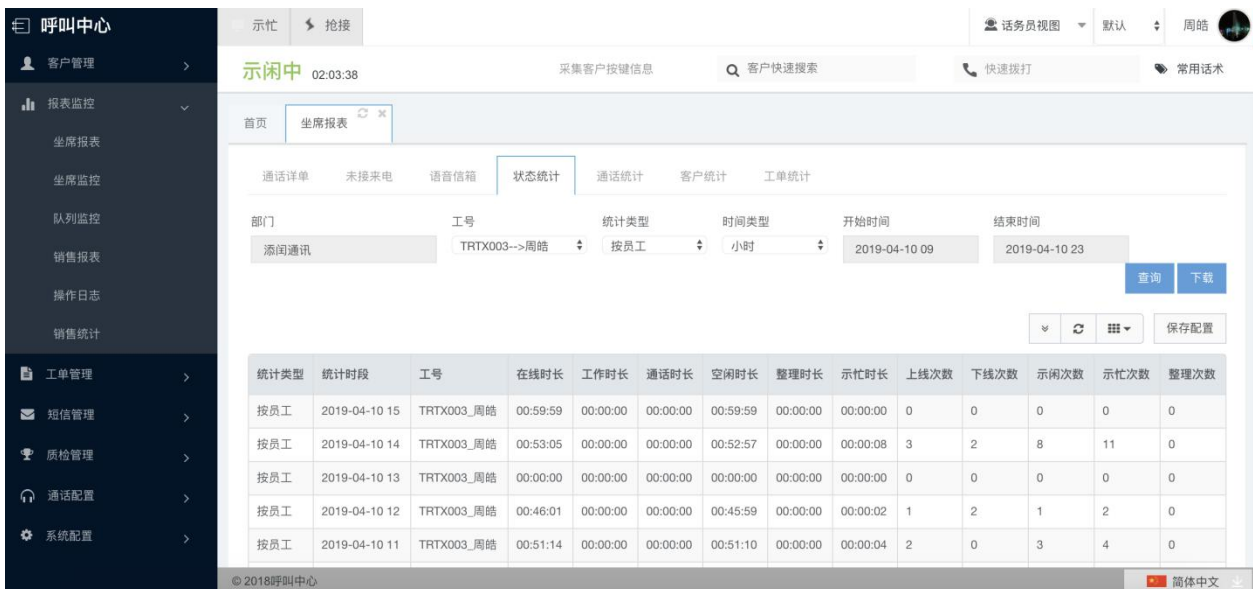 呼叫中心
示忙 抢接 话务员视图 默认 周皓
客户管理
示闲中 02:03:38 采集客户按键信息 客户快速搜索 快速拨打 常用话术
报表监控
首页 坐席报表
坐席报表
坐席监控
队列监控
销售报表
操作日志
销售统计
工单管理
短信管理
质检管理
通话配置
系统配置
通话详单 未接来电 语音信箱 状态统计 通话统计 客户统计 工单统计
部门 工号 统计类型 时间类型 开始时间 结束时间
添闰通讯 TRTX003-->周皓 按员工 小时 2019-04-10 09 2019-04-10 23
查询 下载
保存配置
统计类型 统计时段 工号 在线时长 工作时长 通话时长 空闲时长 整理时长 示忙时长 上线次数 下线次数 示闲次数 示忙次数 整理次数
按员工 2019-04-10 15 TRTX003_周皓 00:59:59 00:00:00 00:00:00 00:59:59 00:00:00 00:00:00 0 0 0 0 0
按员工 2019-04-10 14 TRTX003_周皓 00:53:05 00:00:00 00:00:00 00:52:57 00:00:00 00:00:08 3 2 8 11 0
按员工 2019-04-10 13 TRTX003_周皓 00:00:00 00:00:00 00:00:00 00:00:00 00:00:00 00:00:00 0 0 0 0 0
按员工 2019-04-10 12 TRTX003_周皓 00:46:01 00:00:00 00:00:00 00:45:59 00:00:00 00:00:02 1 2 1 2 0
按员工 2019-04-10 11 TRTX003_周皓 00:51:14 00:00:00 00:00:00 00:51:10 00:00:00 00:00:04 2 0 3 4 0
© 2018呼叫中心 简体中文